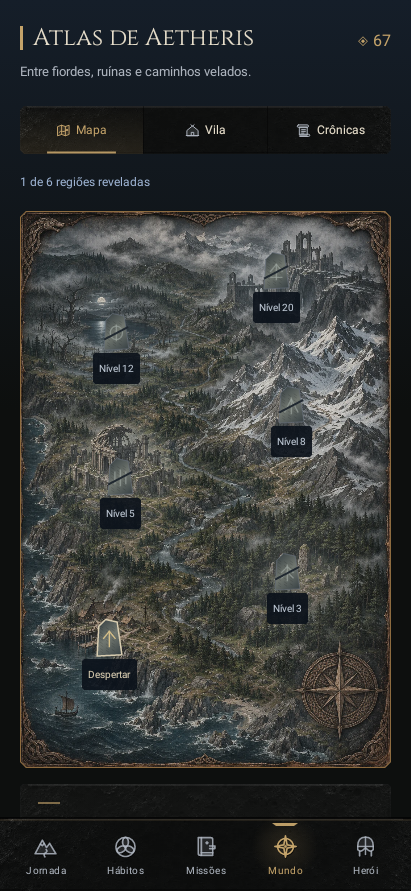 Atlas de Aetheris
67
Entre fiordes, ruínas e caminhos velados.
Mapa
Vila
Crônicas
1 de 6 regiões reveladas
Nível 20
Nível 12
Nível 8
Nível 5
Nível 3
Despertar
Jornada
Hábitos
Missões
Mundo
Herói